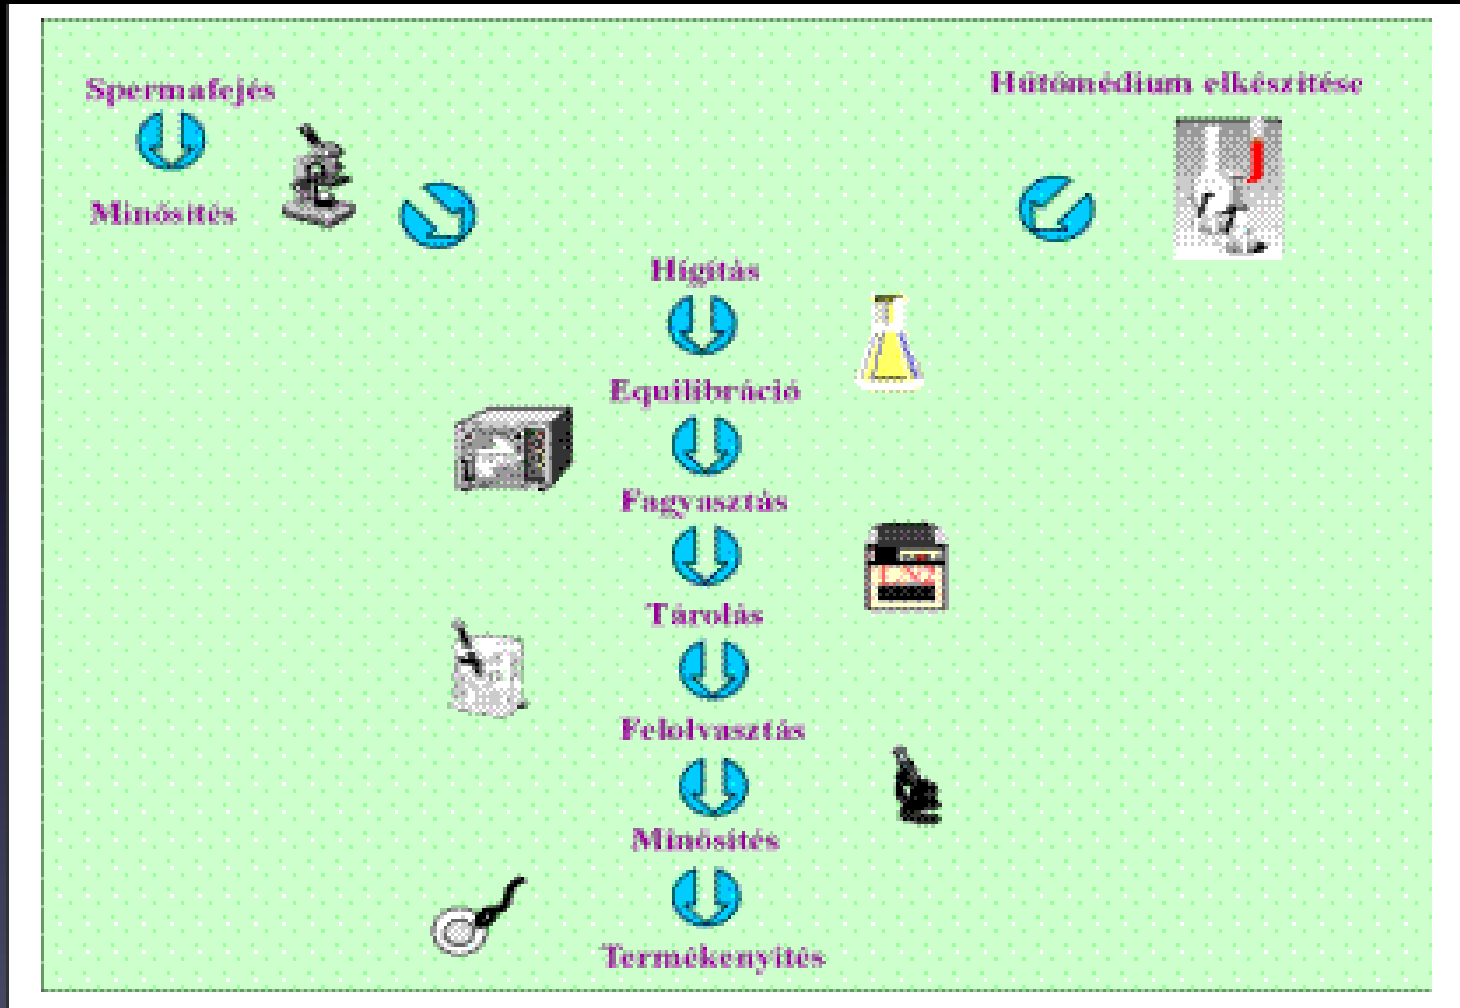 Spermafejés
Minősítés
Hűtőmédium elkészítése
Hígítás
Equilibráció
Fagyasztás
Tárolás
Felolvasztás
Minősítés
Termékenyítés